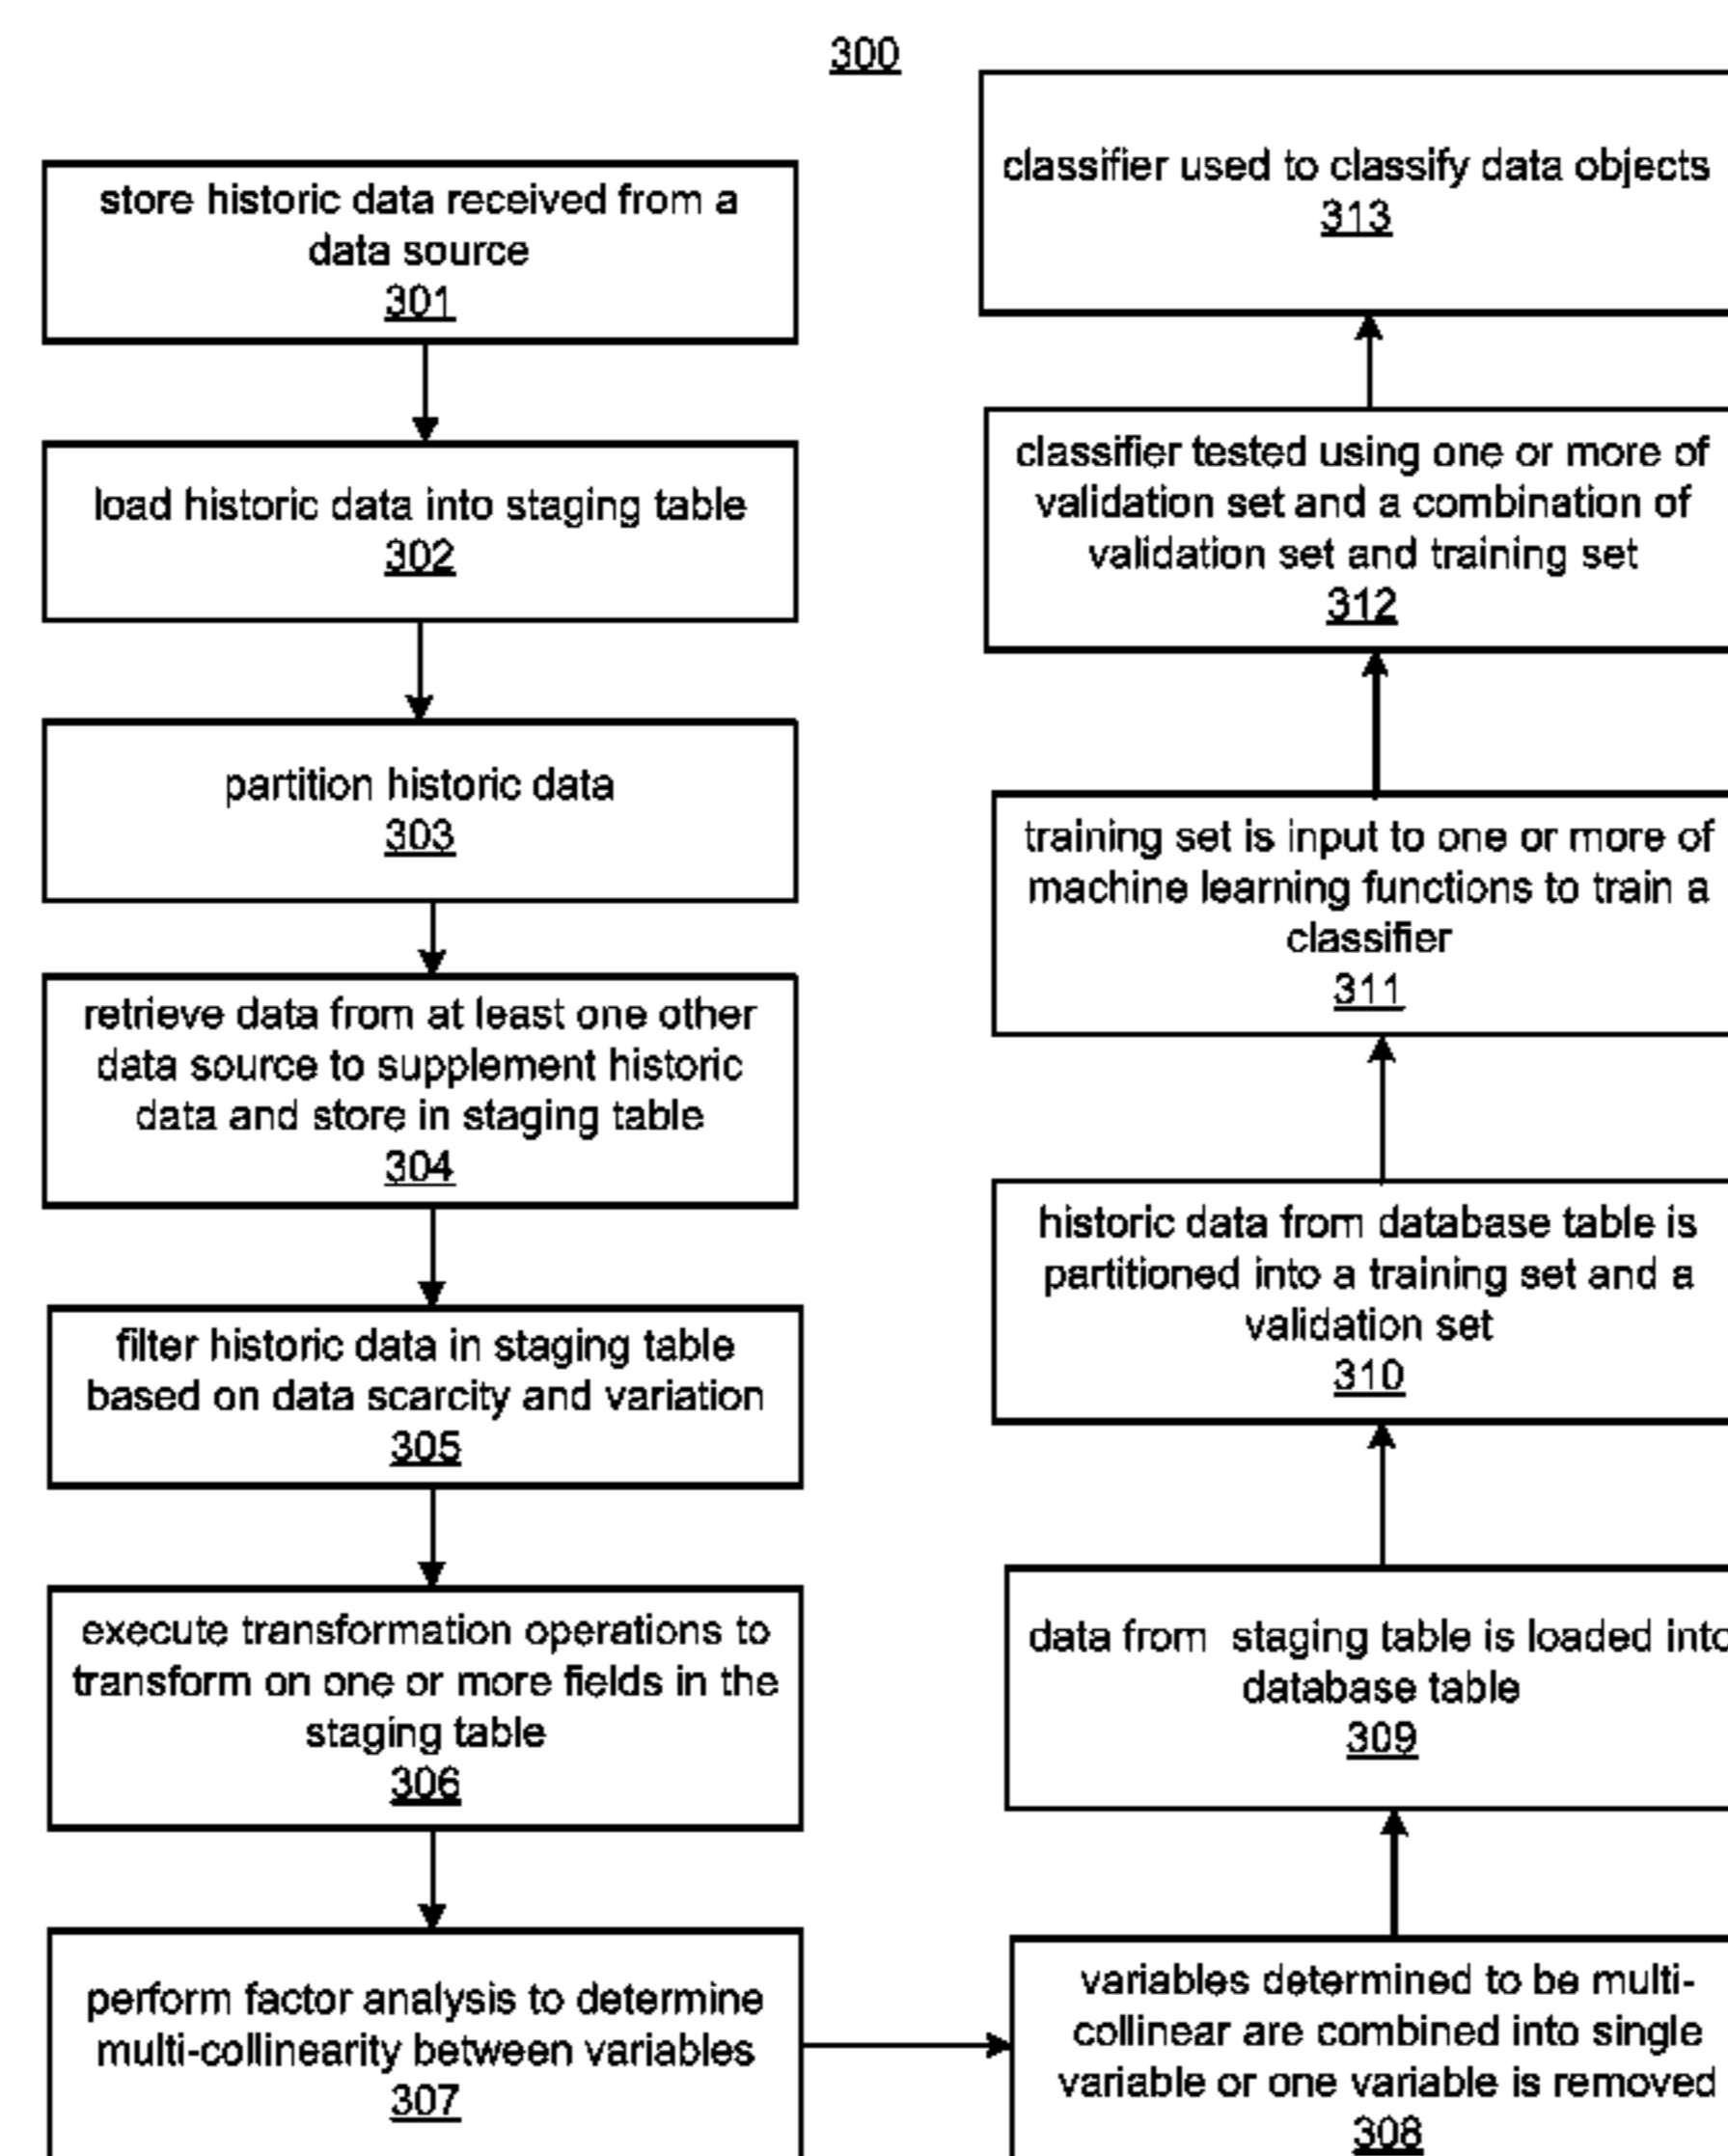 300
store historic data received from a
data source
301
load historic data into staging table
302
partition historic data
303
retrieve data from at least one other
data source to supplement historic
data and store in staging table
304
filter historic data in staging table
based on data scarcity and variation
305
execute transformation operations to
transform on one or more fields in the
staging table
306
perform factor analysis to determine
multi-collinearity between variables
307
variables determined to be multi-
collinear are combined into single
variable or one variable is removed
308
data from staging table is loaded into
database table
309
historic data from database table is
partitioned into a training set and a
validation set
310
training set is input to one or more of
machine learning functions to train a
classifier
311
classifier tested using one or more of
validation set and a combination of
validation set and training set
312
classifier used to classify data objects
313